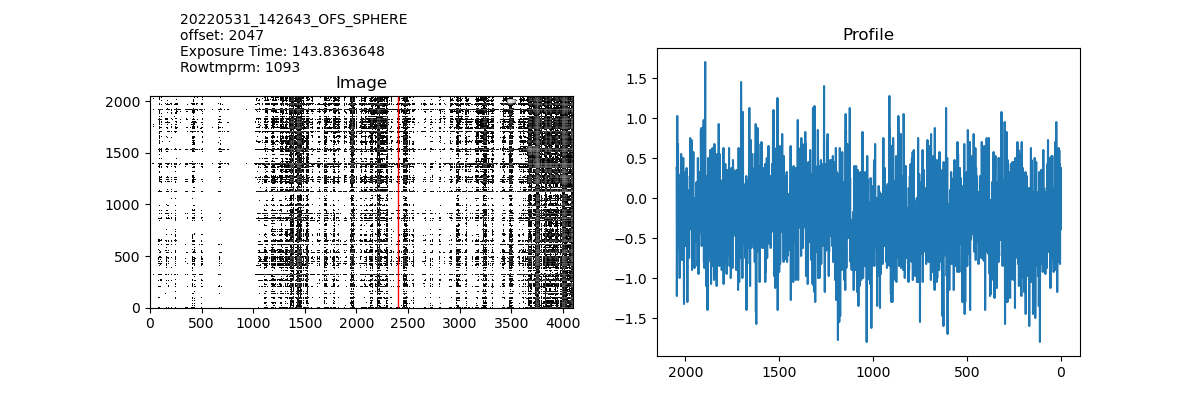 20220531_142643_OFS_SPHERE
offset: 2047
Exposure Time: 143.8363648
Rowtmprm: 1093
Image
2000
1500
1000
500
0
0 500 1000 1500 2000 2500 3000 3500 4000
Profile
1.5
1.0
0.5
0.0
−0.5
−1.0
−1.5
2000 1500 1000 500 0